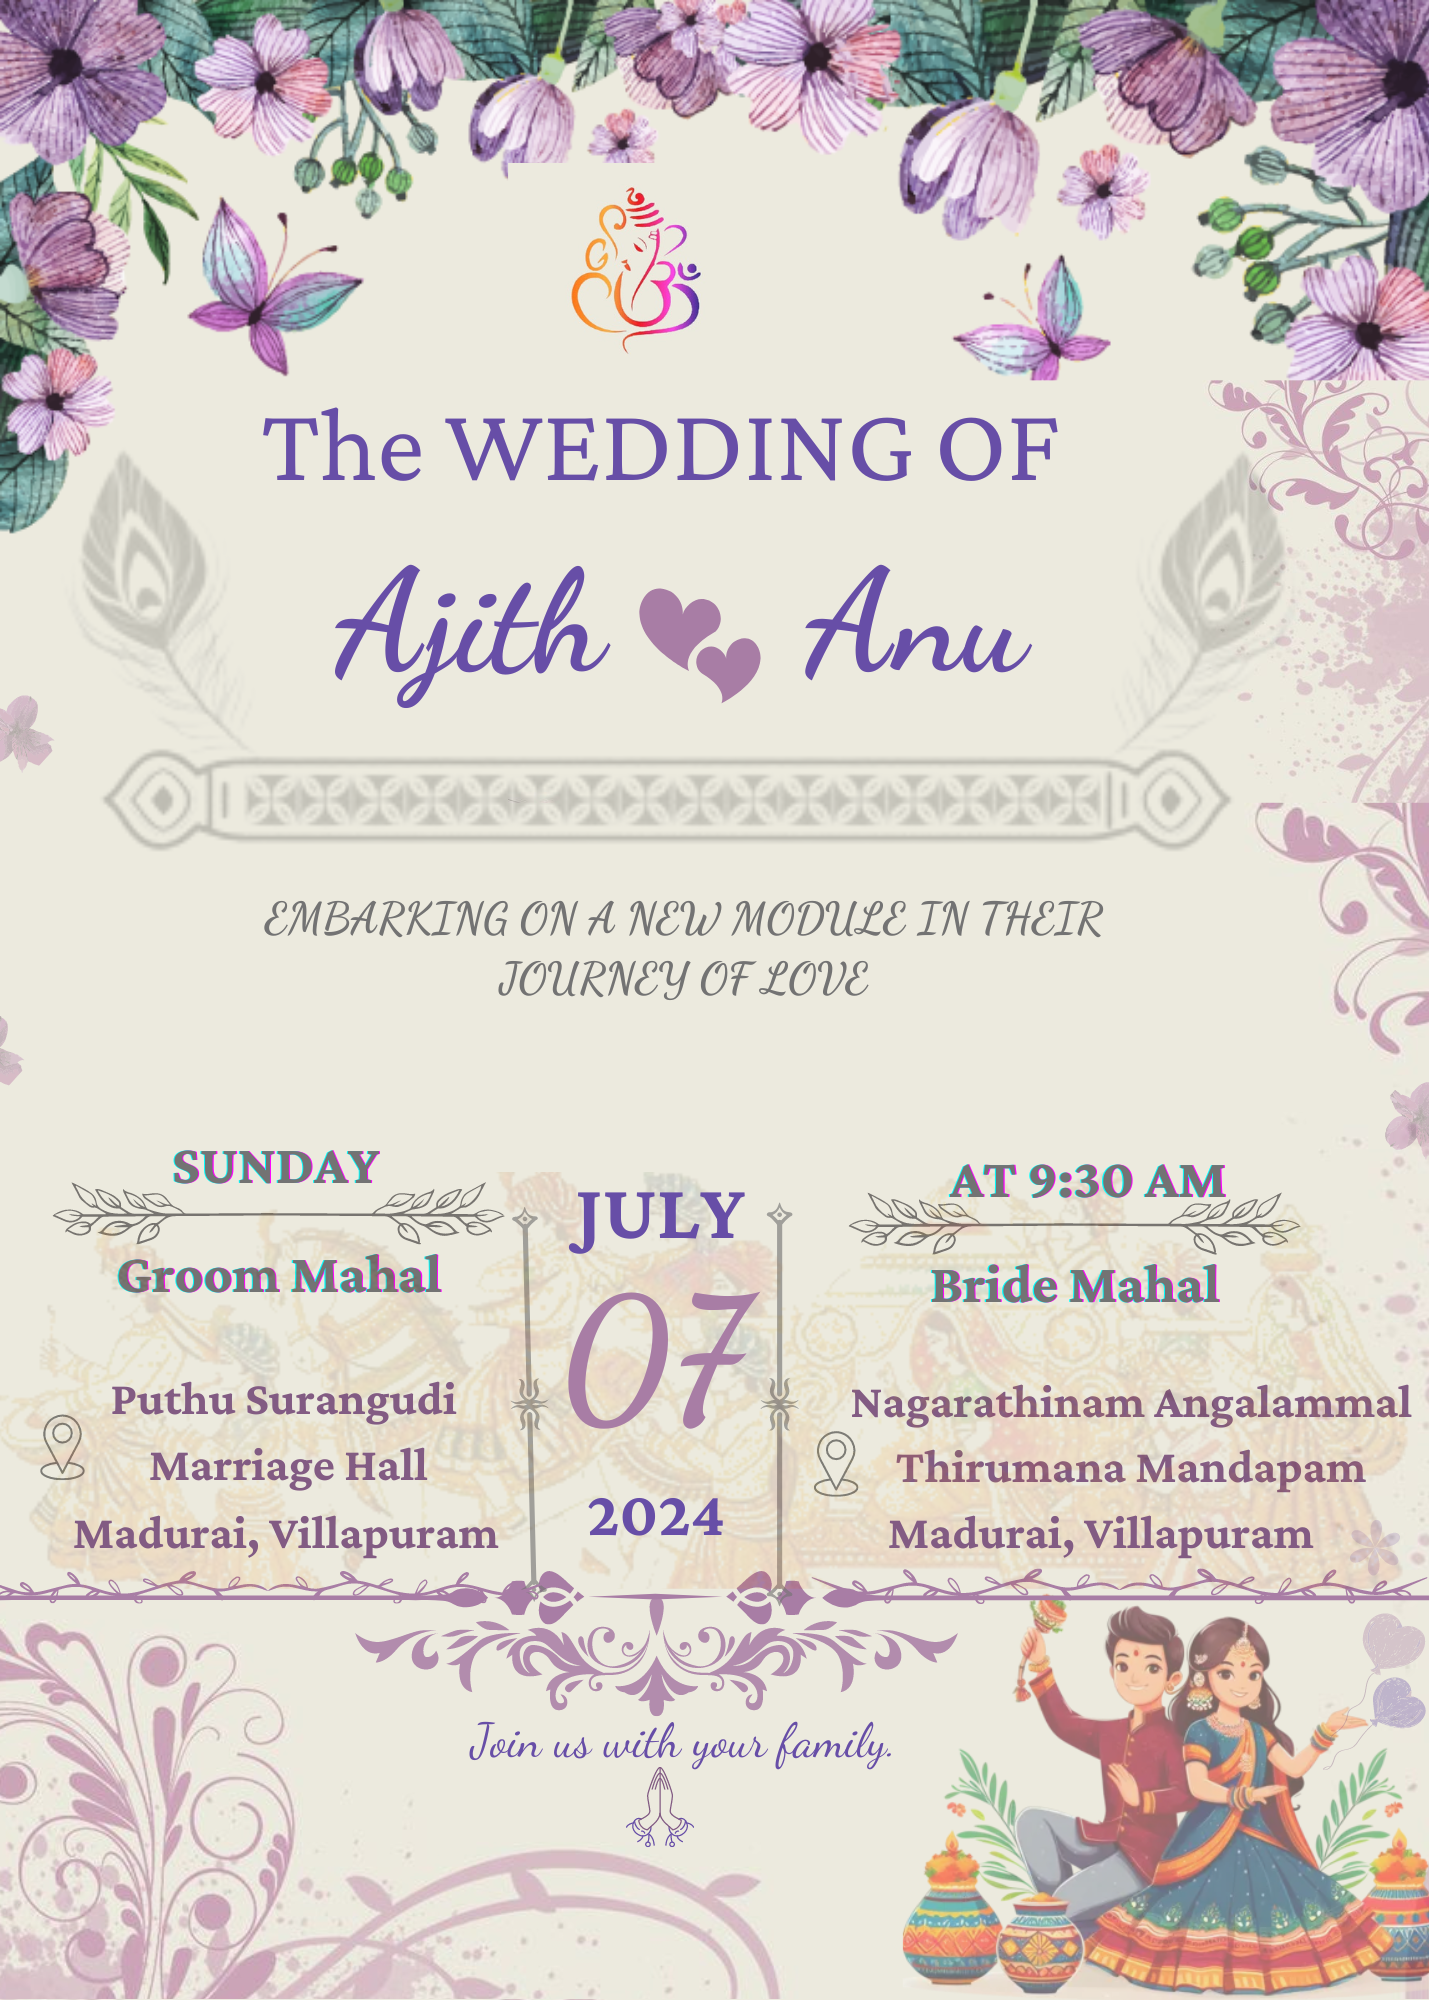 The WEDDING OF
Ajith Anu
EMBARKING ON A NEW MODULE IN THEIR
JOURNEY OF LOVE
SUNDAY
Groom Mahal
Puthu Surangudi
Marriage Hall
Madurai, Villapuram
JULY
07
2024
AT 9:30 AM
Bride Mahal
Nagarathinam Angalammal
Thirumana Mandapam
Madurai, Villapuram
Join us with your family.